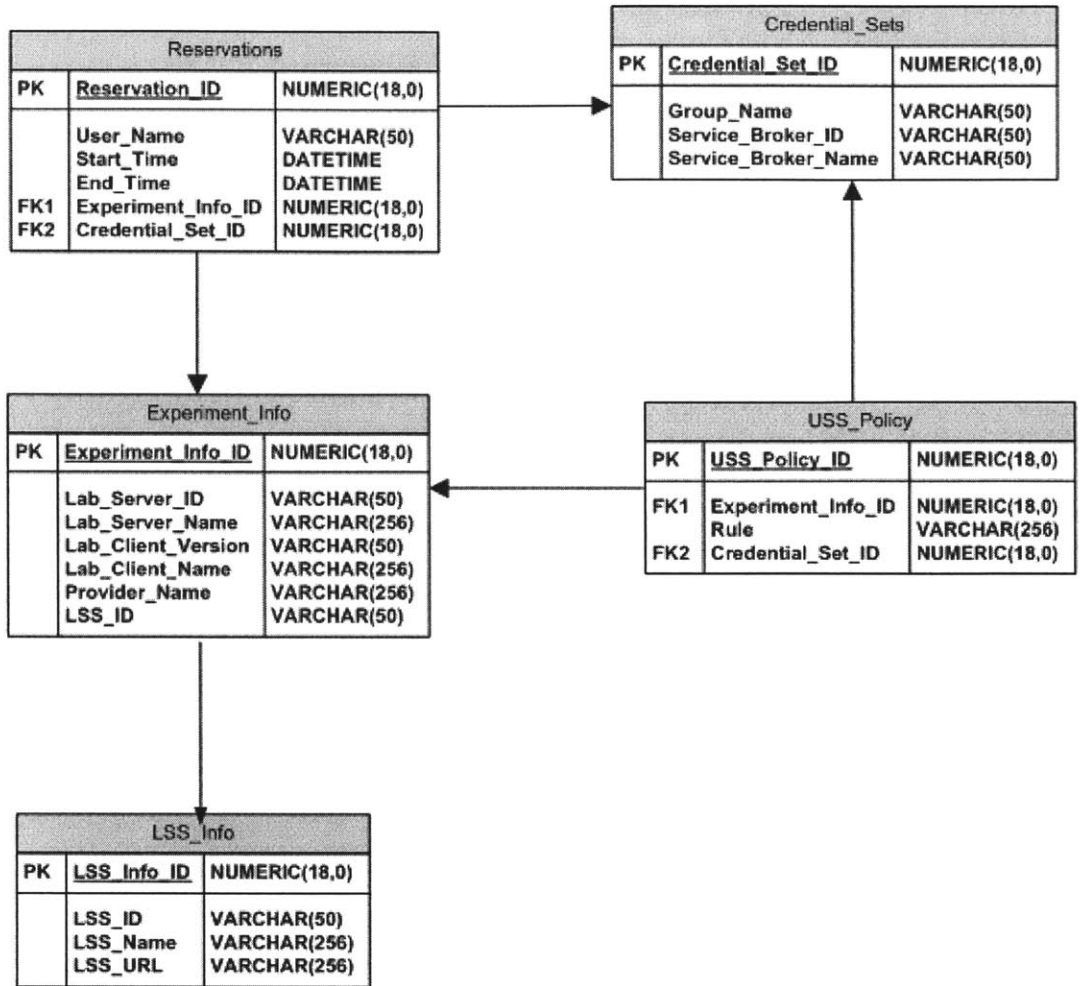 Reservations
PK Reservation_ID NUMERIC(18,0)
User_Name VARCHAR(50)
Start_Time DATETIME
End_Time DATETIME
FK1 Experiment_Info_ID NUMERIC(18,0)
FK2 Credential_Set_ID NUMERIC(18,0)
Credential_Sets
PK Credential_Set_ID NUMERIC(18,0)
Group_Name VARCHAR(50)
Service_Broker_ID VARCHAR(50)
Service_Broker_Name VARCHAR(50)
Experiment_Info
PK Experiment_Info_ID NUMERIC(18,0)
Lab_Server_ID VARCHAR(50)
Lab_Server_Name VARCHAR(256)
Lab_Client_Version VARCHAR(50)
Lab_Client_Name VARCHAR(256)
Provider_Name VARCHAR(256)
LSS_ID VARCHAR(50)
USS_Policy
PK USS_Policy_ID NUMERIC(18,0)
FK1 Experiment_Info_ID NUMERIC(18,0)
Rule VARCHAR(256)
FK2 Credential_Set_ID NUMERIC(18,0)
LSS_Info
PK LSS_Info_ID NUMERIC(18,0)
LSS_ID VARCHAR(50)
LSS_Name VARCHAR(256)
LSS_URL VARCHAR(256)